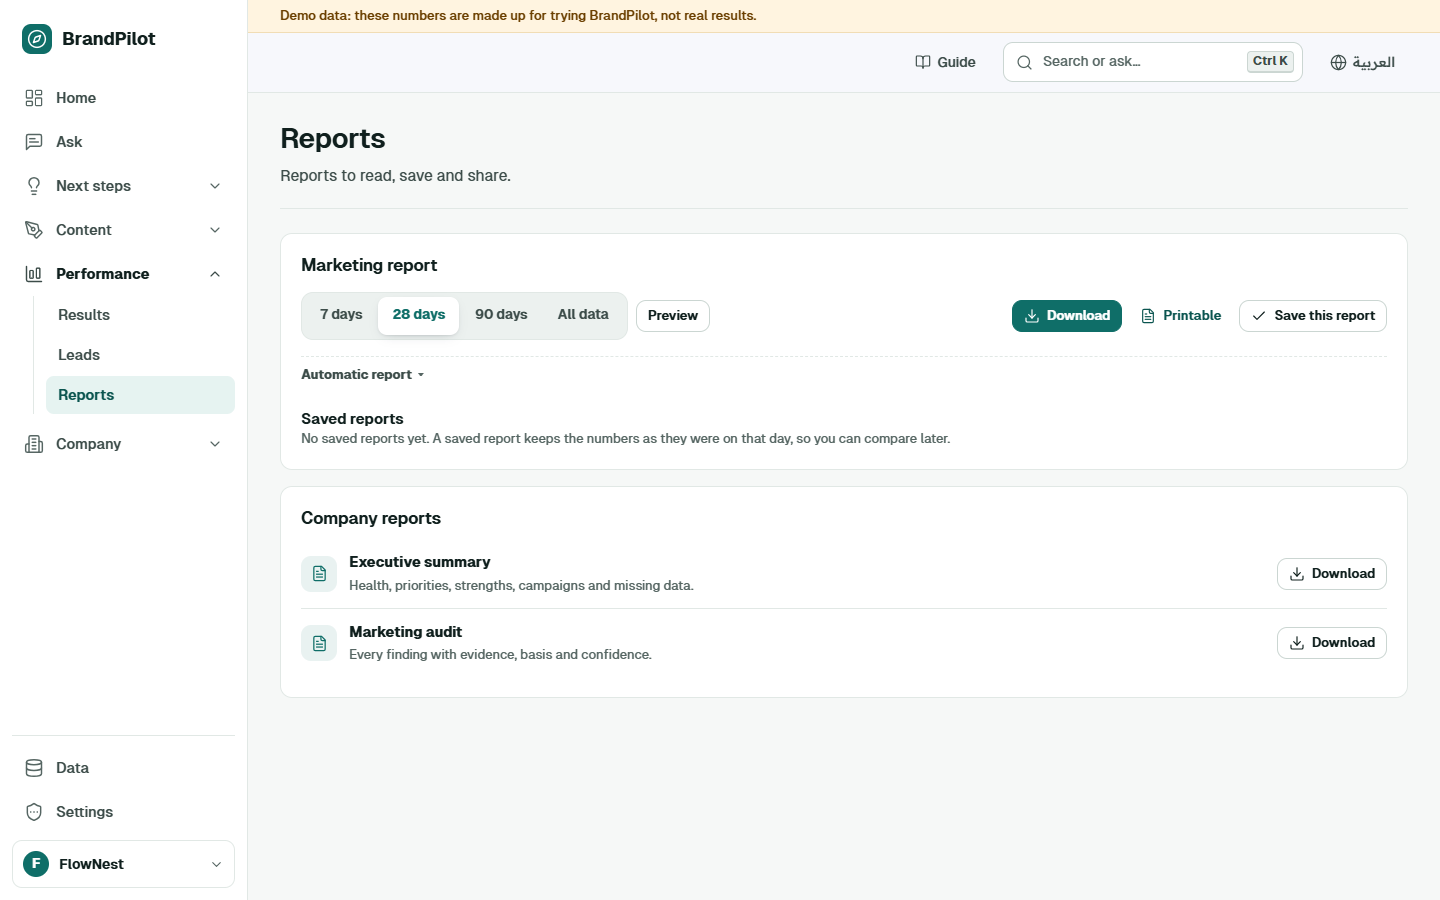 BrandPilot
Home
Ask
Next steps
Content
Performance
Results
Leads
Reports
Company
Data
Settings
F FlowNest
Demo data: these numbers are made up for trying BrandPilot, not real results.
Guide
Search or ask...
Ctrl K
العربية
Reports
Reports to read, save and share.
Marketing report
7 days 28 days 90 days All data Preview Download Printable Save this report
Automatic report
Saved reports
No saved reports yet. A saved report keeps the numbers as they were on that day, so you can compare later.
Company reports
Executive summary
Health, priorities, strengths, campaigns and missing data.
Download
Marketing audit
Every finding with evidence, basis and confidence.
Download